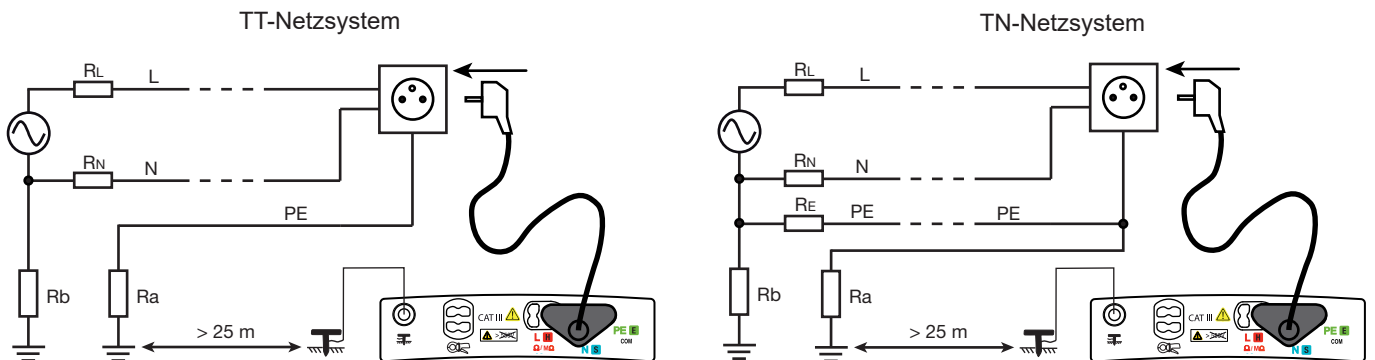 TT-Netzsystem
RL
L
RN
N
PE
Rb
Ra
> 25 m
CAT III
L H
Ω/MΩ
N S
PE E
COM
TN-Netzsystem
RL
L
RN
N
RE
PE
PE
Rb
Ra
> 25 m
CAT III
L H
Ω/MΩ
N S
PE E
COM